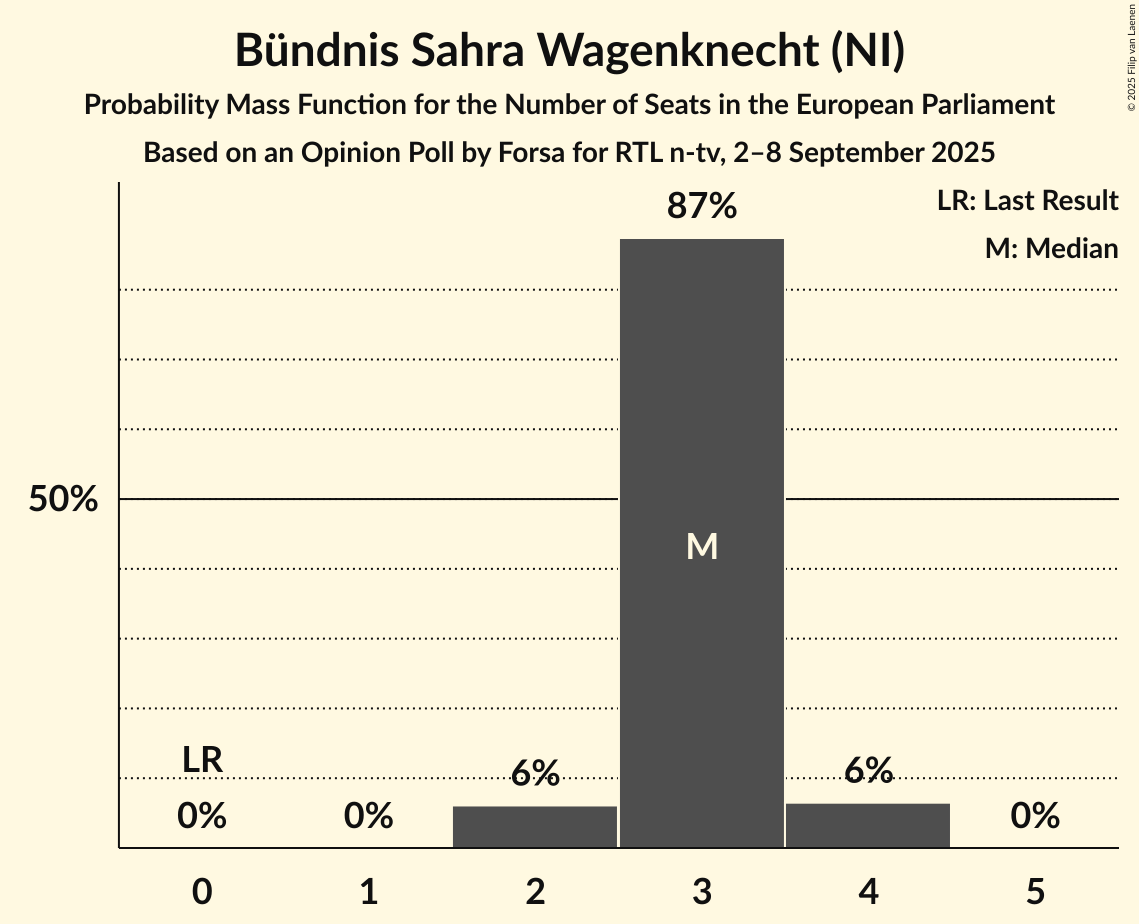 Bündnis Sahra Wagenknecht (NI)
Probability Mass Function for the Number of Seats in the European Parliament
Based on an Opinion Poll by Forsa for RTL n-tv, 2–8 September 2025
© 2025 Filip van Laenen
LR: Last Result
M: Median
87%
50%
M
LR
0%
0%
6%
6%
0%
0
1
2
3
4
5